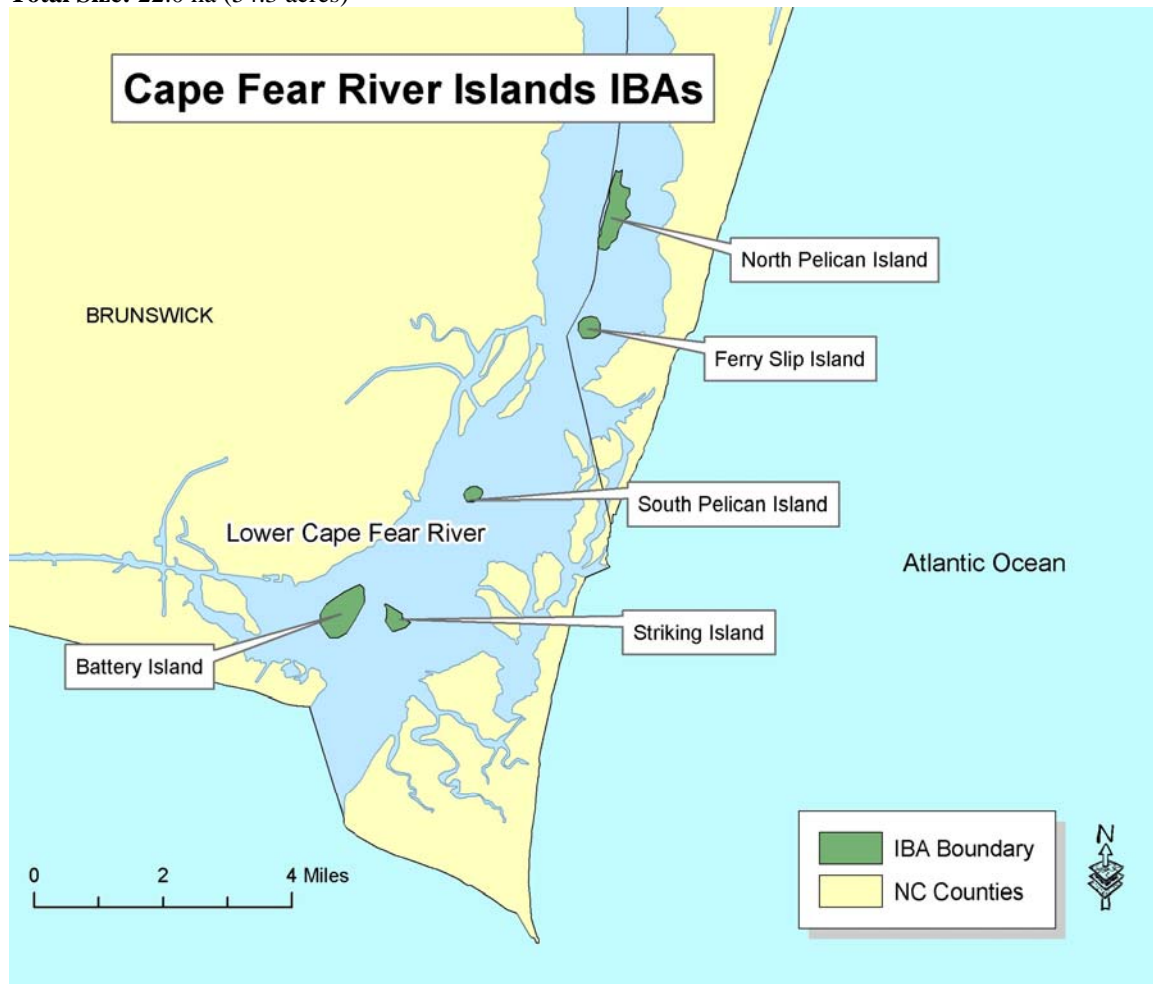 Cape Fear River Islands IBAs
North Pelican Island
BRUNSWICK
Ferry Slip Island
South Pelican Island
Lower Cape Fear River
Atlantic Ocean
Striking Island
Battery Island
N
IBA Boundary
0 2 4 Miles
NC Counties